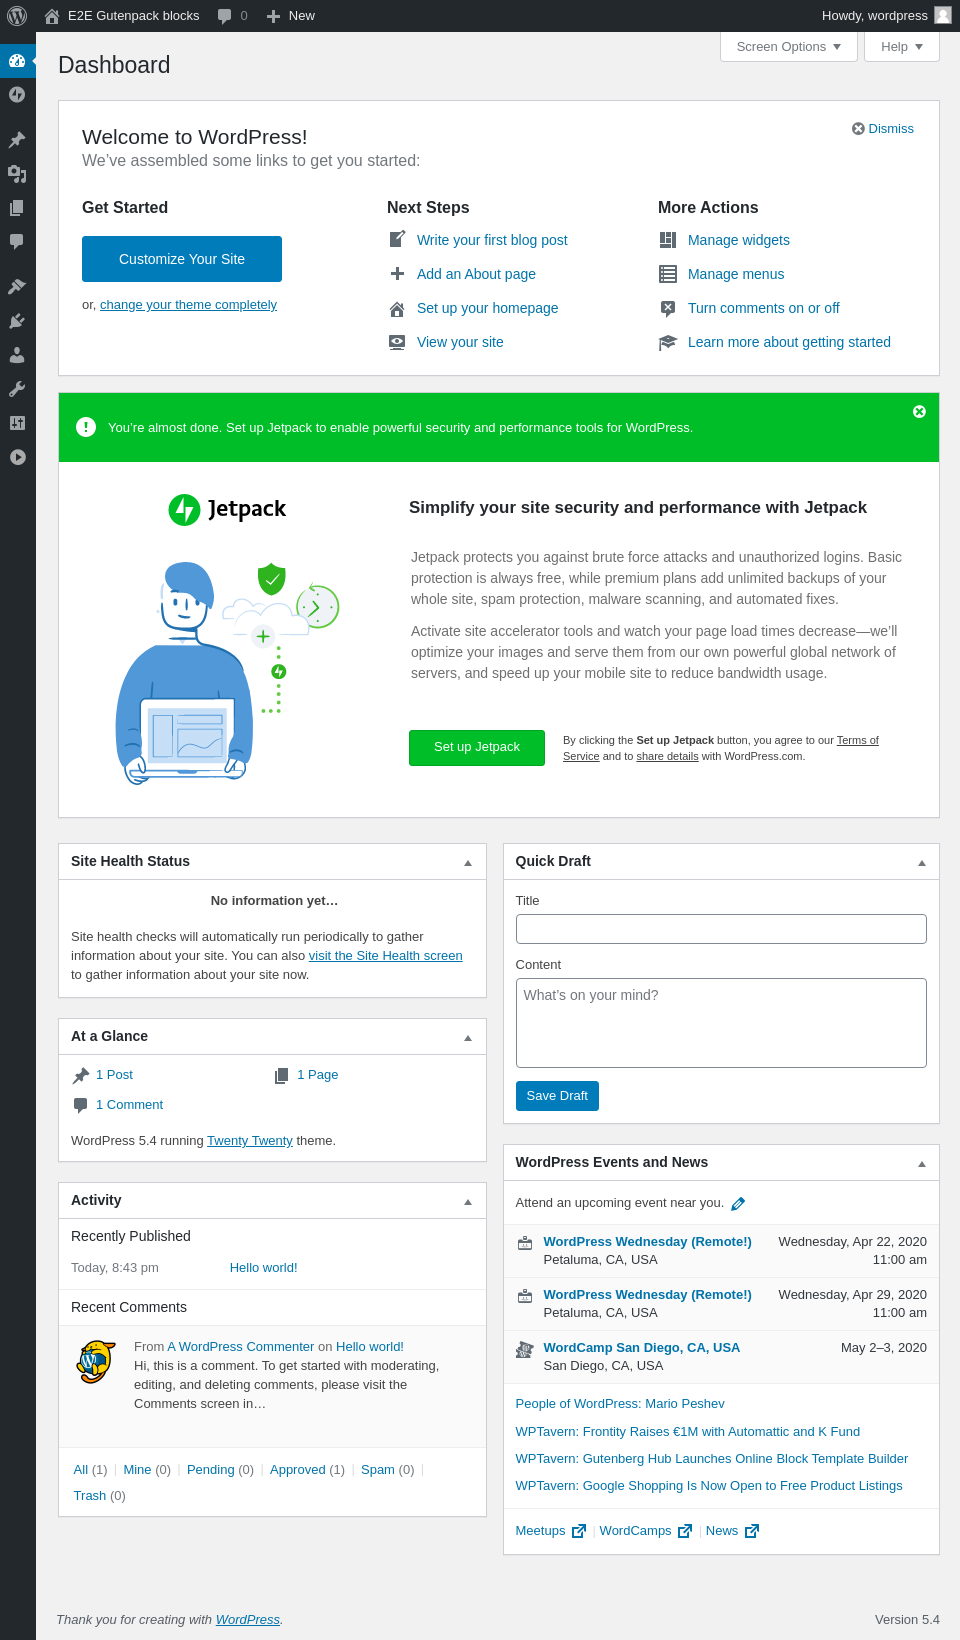 E2E Gutenpack blocks 0 New Howdy, wordpress
Screen Options Help
Dashboard
Dismiss
Welcome to WordPress!
We've assembled some links to get you started:
Get Started
Customize Your Site
or, change your theme completely
Next Steps
Write your first blog post
Add an About page
Set up your homepage
View your site
More Actions
Manage widgets
Manage menus
Turn comments on or off
Learn more about getting started
You're almost done. Set up Jetpack to enable powerful security and performance tools for WordPress.
Jetpack
Simplify your site security and performance with Jetpack
Jetpack protects you against brute force attacks and unauthorized logins. Basic
protection is always free, while premium plans add unlimited backups of your
whole site, spam protection, malware scanning, and automated fixes.
Activate site accelerator tools and watch your page load times decrease—we'll
optimize your images and serve them from our own powerful global network of
servers, and speed up your mobile site to reduce bandwidth usage.
Set up Jetpack
By clicking the Set up Jetpack button, you agree to our Terms of
Service and to share details with WordPress.com.
Site Health Status
No information yet…
Site health checks will automatically run periodically to gather
information about your site. You can also visit the Site Health screen
to gather information about your site now.
At a Glance
1 Post 1 Page
1 Comment
WordPress 5.4 running Twenty Twenty theme.
Activity
Recently Published
Today, 8:43 pm Hello world!
Recent Comments
From A WordPress Commenter on Hello world!
Hi, this is a comment. To get started with moderating,
editing, and deleting comments, please visit the
Comments screen in…
All (1) | Mine (0) | Pending (0) | Approved (1) | Spam (0) |
Trash (0)
Quick Draft
Title
Content
What's on your mind?
Save Draft
WordPress Events and News
Attend an upcoming event near you.
WordPress Wednesday (Remote!) Wednesday, Apr 22, 2020
Petaluma, CA, USA 11:00 am
WordPress Wednesday (Remote!) Wednesday, Apr 29, 2020
Petaluma, CA, USA 11:00 am
WordCamp San Diego, CA, USA May 2–3, 2020
San Diego, CA, USA
People of WordPress: Mario Peshev
WPTavern: Frontity Raises €1M with Automattic and K Fund
WPTavern: Gutenberg Hub Launches Online Block Template Builder
WPTavern: Google Shopping Is Now Open to Free Product Listings
Meetups | WordCamps | News
Thank you for creating with WordPress. Version 5.4